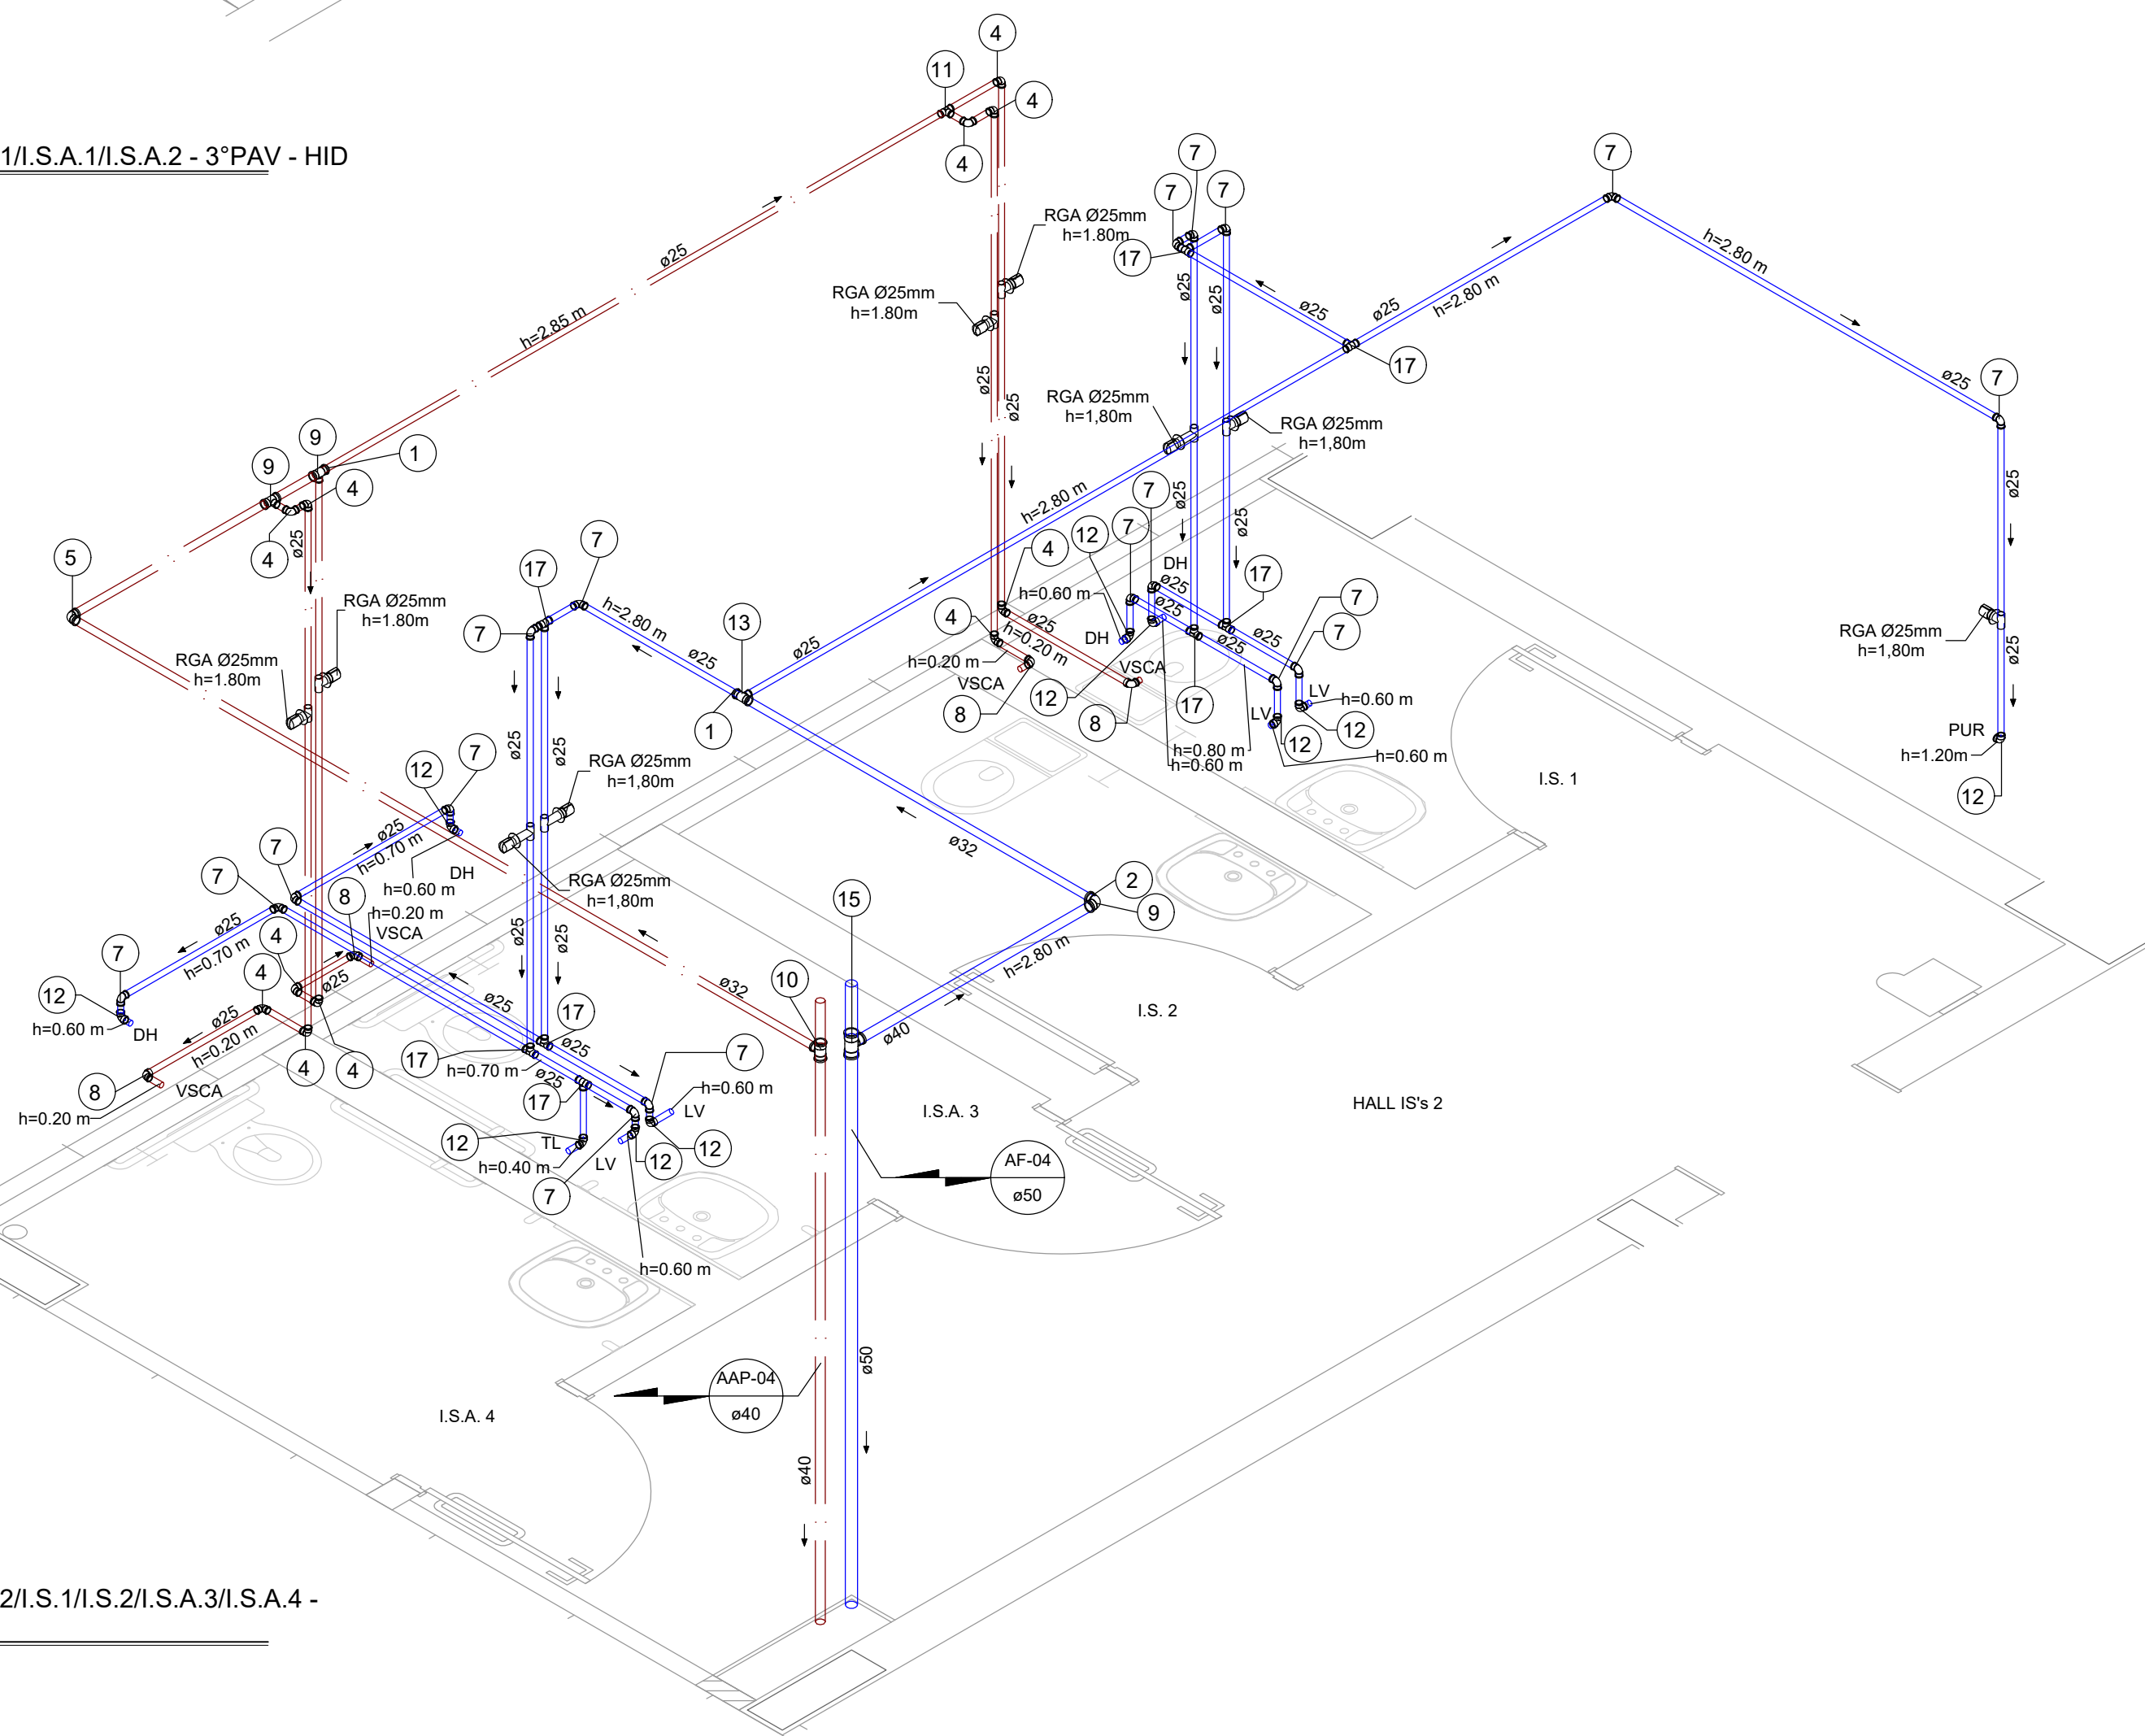 4
11
4
4
1/I.S.A.1/I.S.A.2 - 3°PAV - HID
7
7
7
7
17
RGA Ø25mm
h=1.80m
RGA Ø25mm
h=1.80m
ø25
h=2.85 m
ø25
ø25
ø25
ø25
h=2.80 m
h=2.80 m
ø25
7
17
ø25
ø25
RGA Ø25mm
h=1,80m
RGA Ø25mm
h=1,80m
9
9
1
4
4
ø25
5
h=2.80 m
7
7
12
4
DH
ø25
ø25
ø25
ø25
h=0.60 m
DH
17
7
7
ø25
ø25
ø25
17
7
7
h=2.80 m
13
ø25
ø25
1
4
ø25
h=0.20 m
h=0.20 m
VSCA
VSCA
12
8
8
17
LV
LV
h=0.60 m
12
12
h=0.80 m
h=0.60 m
h=0.60 m
RGA Ø25mm
h=1,80m
ø25
PUR
h=1.20m
12
I.S. 1
RGA Ø25mm
h=1.80m
RGA Ø25mm
h=1.80m
ø25
ø25
RGA Ø25mm
h=1,80m
RGA Ø25mm
h=1,80m
12
7
ø25
h=0.70 m
DH
h=0.60 m
7
7
8
h=0.20 m
VSCA
ø25
h=0.70 m
4
4
7
12
h=0.60 m
DH
ø25
ø25
h=0.20 m
8
VSCA
h=0.20 m
4
4
ø25
ø25
ø25
17
17
ø25
h=0.70 m
ø25
17
7
h=0.60 m
LV
12
TL
h=0.40 m
LV
12
12
7
h=0.60 m
ø32
2
9
15
h=2.80 m
10
ø32
ø40
I.S. 2
I.S.A. 3
HALL IS's 2
AF-04
ø50
ø50
AAP-04
ø40
ø40
I.S.A. 4
2/I.S.1/I.S.2/I.S.A.3/I.S.A.4 -